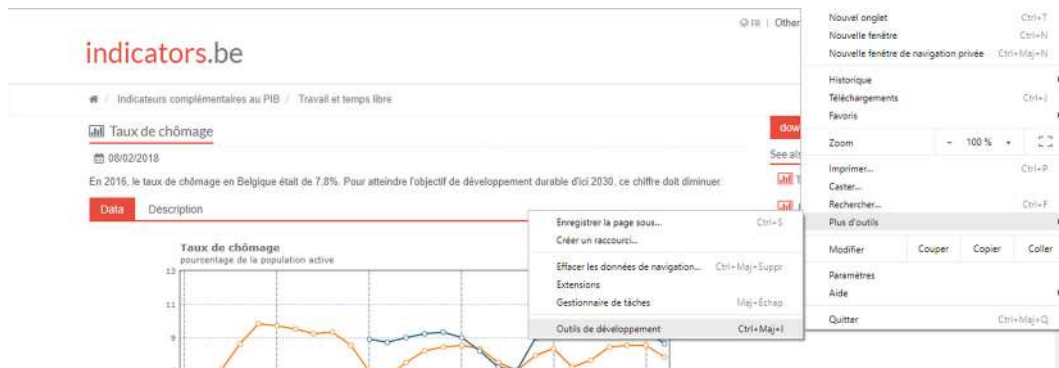 FR | Other
indicators.be
/ Indicateurs complémentaires au PIB / Travail et temps libre
Taux de chômage
08/02/2018
En 2016, le taux de chômage en Belgique était de 7,8%. Pour atteindre l'objectif de développement durable d'ici 2030, ce chiffre doit diminuer.
Data Description
Taux de chômage
pourcentage de la population active
13
11
9
dow
See als
Enregistrer la page sous... Ctrl+S
Créer un raccourci...
Effacer les données de navigation... Ctrl+Maj+Suppr
Extensions
Gestionnaire de tâches Maj+Échap
Outils de développement Ctrl+Maj+I
Nouvel onglet Ctrl+T
Nouvelle fenêtre Ctrl+N
Nouvelle fenêtre de navigation privée Ctrl+Maj+N
Historique
Téléchargements Ctrl+J
Favoris
Zoom - 100 % +
Imprimer... Ctrl+P
Caster...
Rechercher... Ctrl+F
Plus d'outils
Modifier Couper Copier Coller
Paramètres
Aide
Quitter Ctrl+Maj+Q